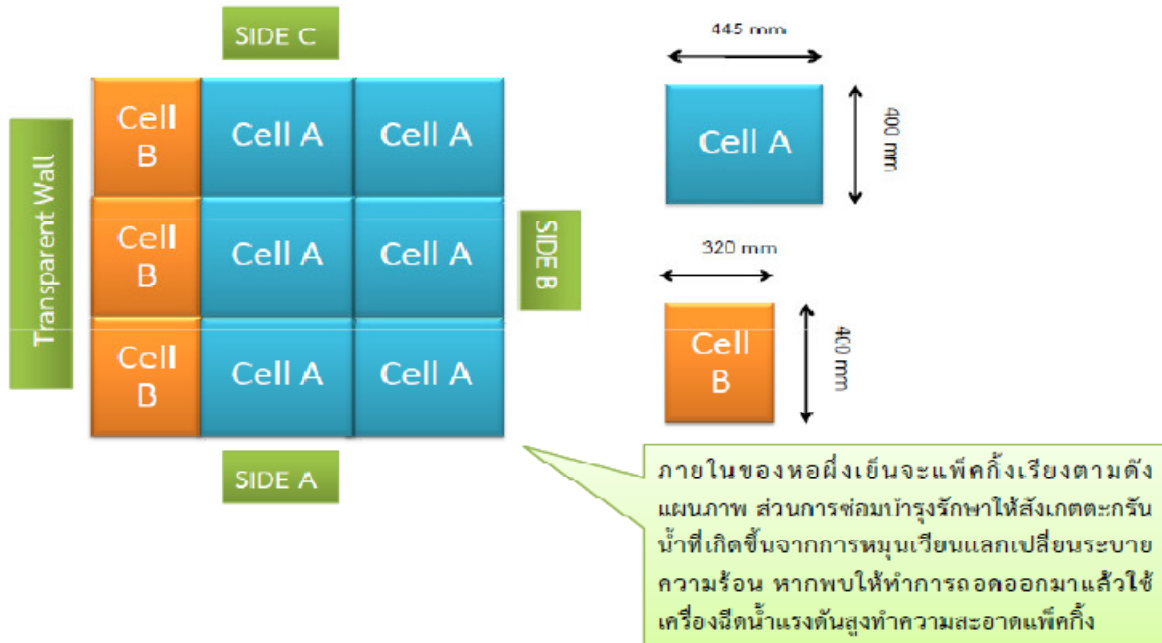 SIDE C
Transparent Wall
Cell
B
Cell A
Cell A
Cell
B
Cell A
Cell A
Cell
B
Cell A
Cell A
SIDE B
SIDE A
445 mm
Cell A
400 mm
320 mm
Cell
B
400 mm
ภายในของหอผึ่งเย็นจะแพ็คกิ้งเรียงตามดัง
แผนภาพ ส่วนการซ่อมบำรุงรักษาให้สังเกตตะกรัน
น้ำที่เกิดขึ้นจากการหมุนเวียนแลกเปลี่ยนระบาย
ความร้อน หากพบให้ทำการถอดออกมาแล้วใช้
เครื่องฉีดน้ำแรงดันสูงทำความสะอาดแพ็คกิ้ง